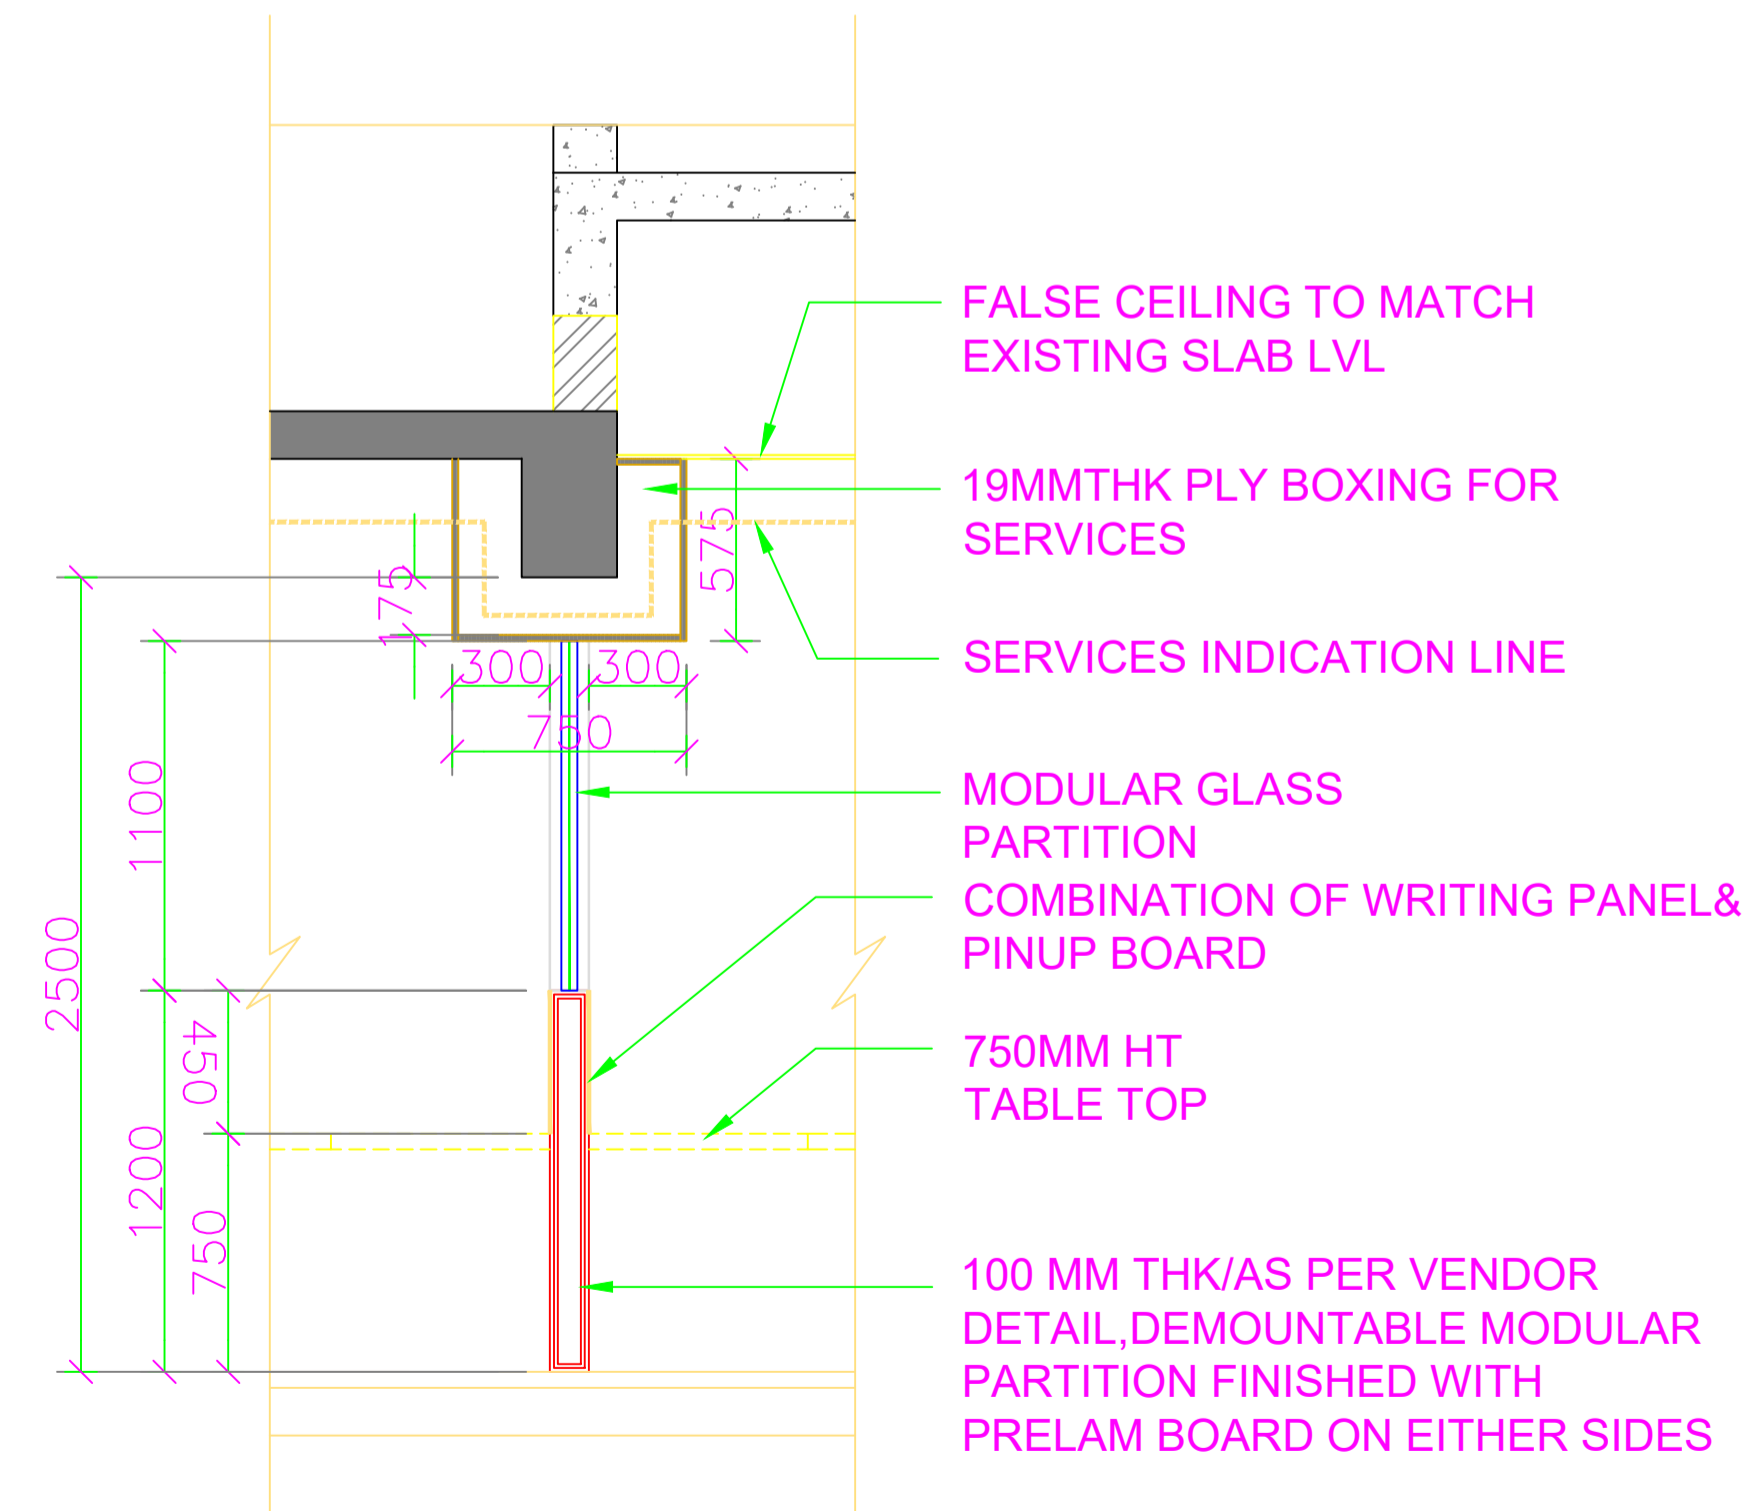 FALSE CEILING TO MATCH
EXISTING SLAB LVL
19MMTHK PLY BOXING FOR
SERVICES
575
175
SERVICES INDICATION LINE
300 300
750
MODULAR GLASS
PARTITION
1100
COMBINATION OF WRITING PANEL&
PINUP BOARD
2500
450
750MM HT
TABLE TOP
1200
750
100 MM THK/AS PER VENDOR
DETAIL,DEMOUNTABLE MODULAR
PARTITION FINISHED WITH
PRELAM BOARD ON EITHER SIDES